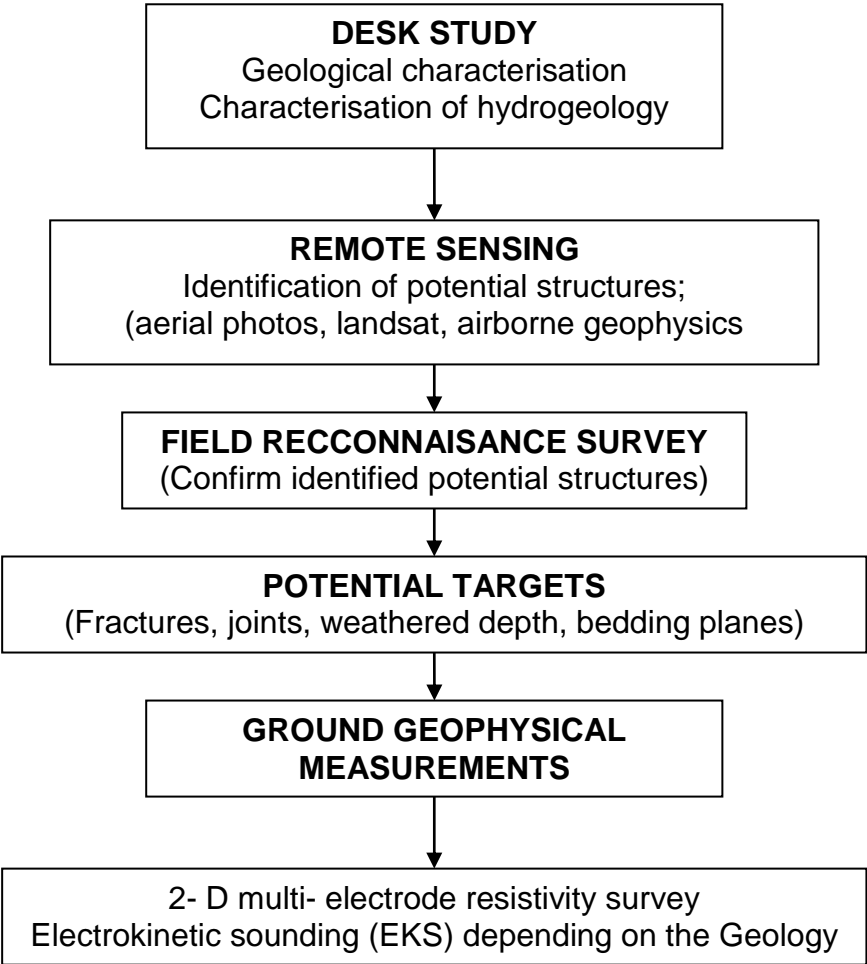 DESK STUDY
Geological characterisation
Characterisation of hydrogeology
REMOTE SENSING
Identification of potential structures;
(aerial photos, landsat, airborne geophysics
FIELD RECCONNAISANCE SURVEY
(Confirm identified potential structures)
POTENTIAL TARGETS
(Fractures, joints, weathered depth, bedding planes)
GROUND GEOPHYSICAL
MEASUREMENTS
2- D multi- electrode resistivity survey
Electrokinetic sounding (EKS) depending on the Geology